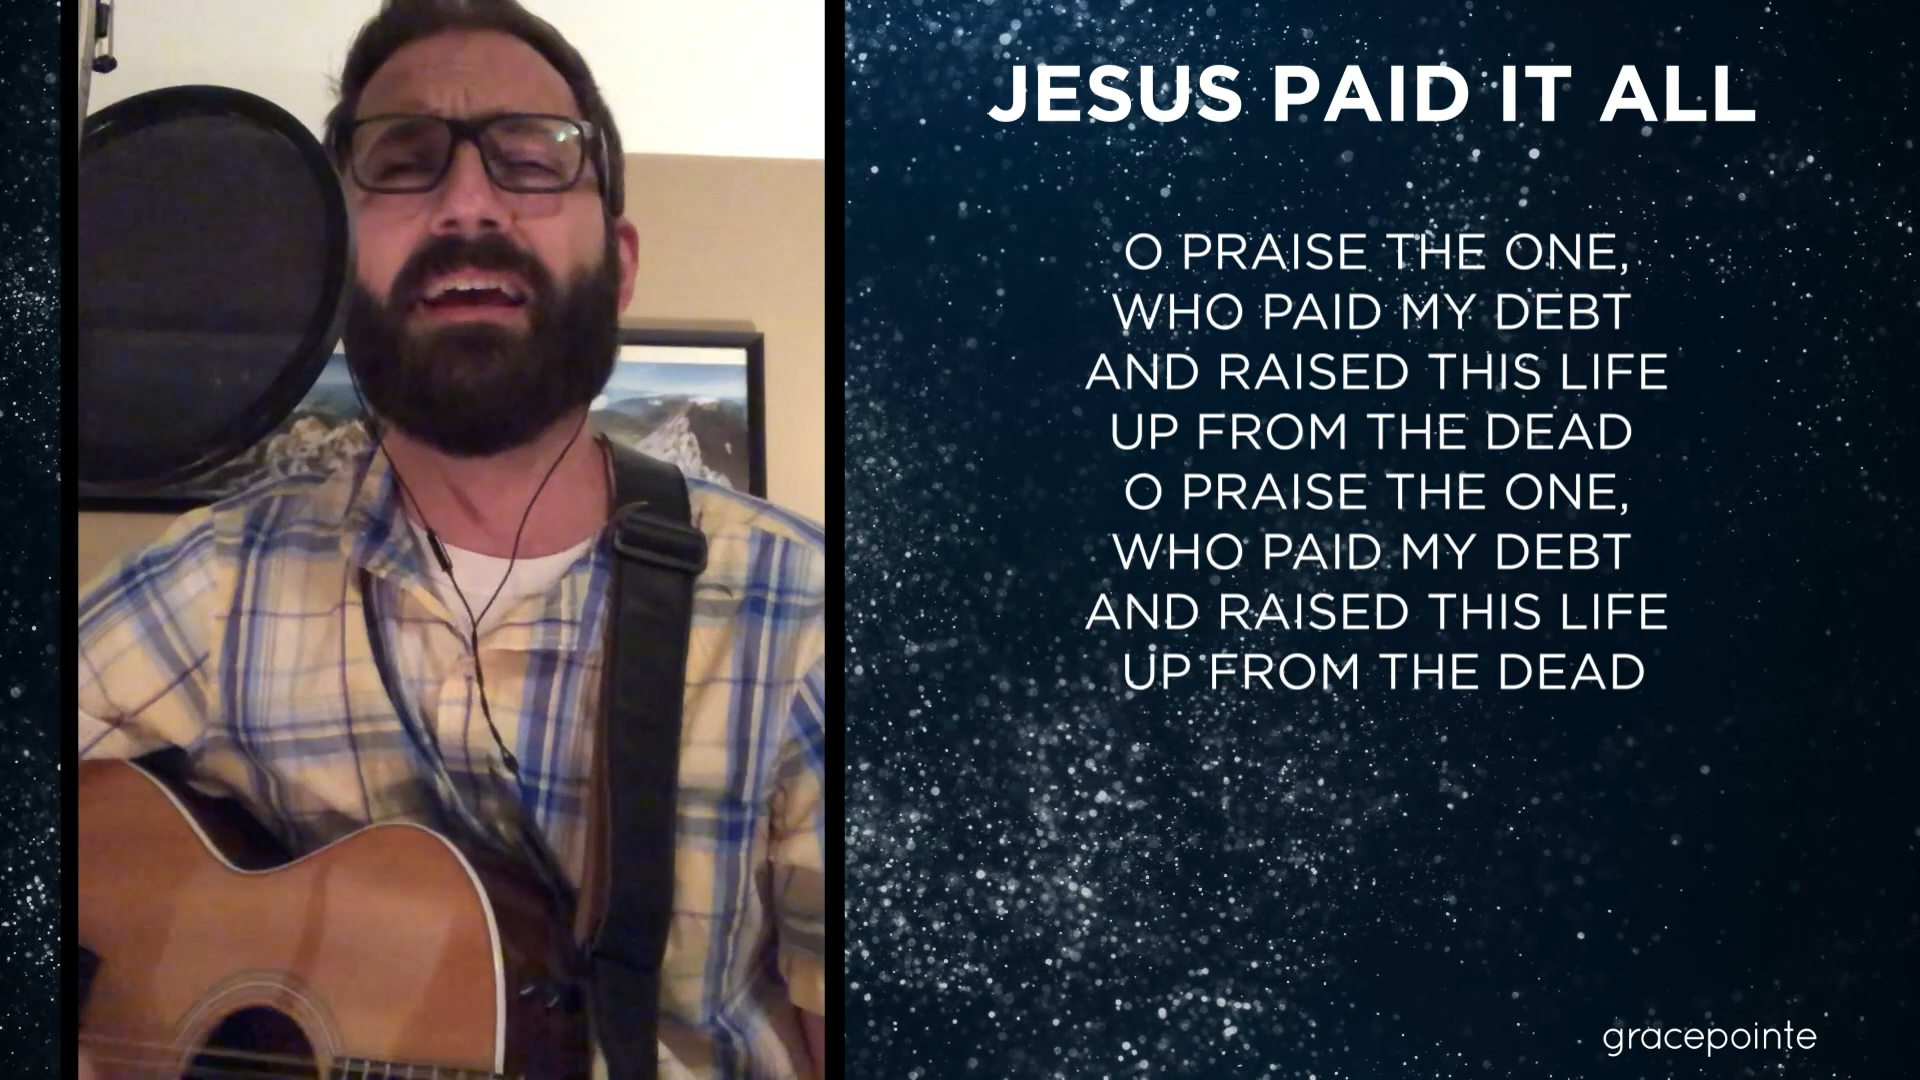 JESUS PAID IT ALL
O PRAISE THE ONE,
WHO PAID MY DEBT
AND RAISED THIS LIFE
UP FROM THE DEAD
O PRAISE THE ONE,
WHO PAID MY DEBT
AND RAISED THIS LIFE
UP FROM THE DEAD
gracepointe